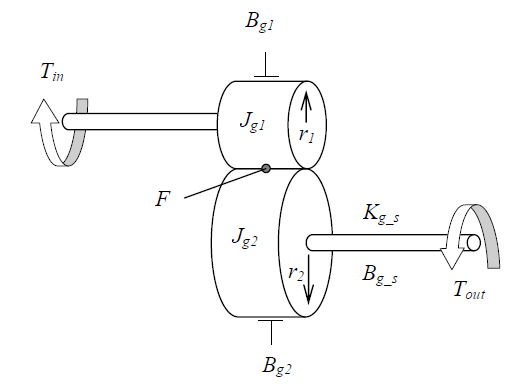 B_g1
T_in
J_g1
r_1
F
J_g2
K_g_s
r_2
B_g_s
T_out
B_g2